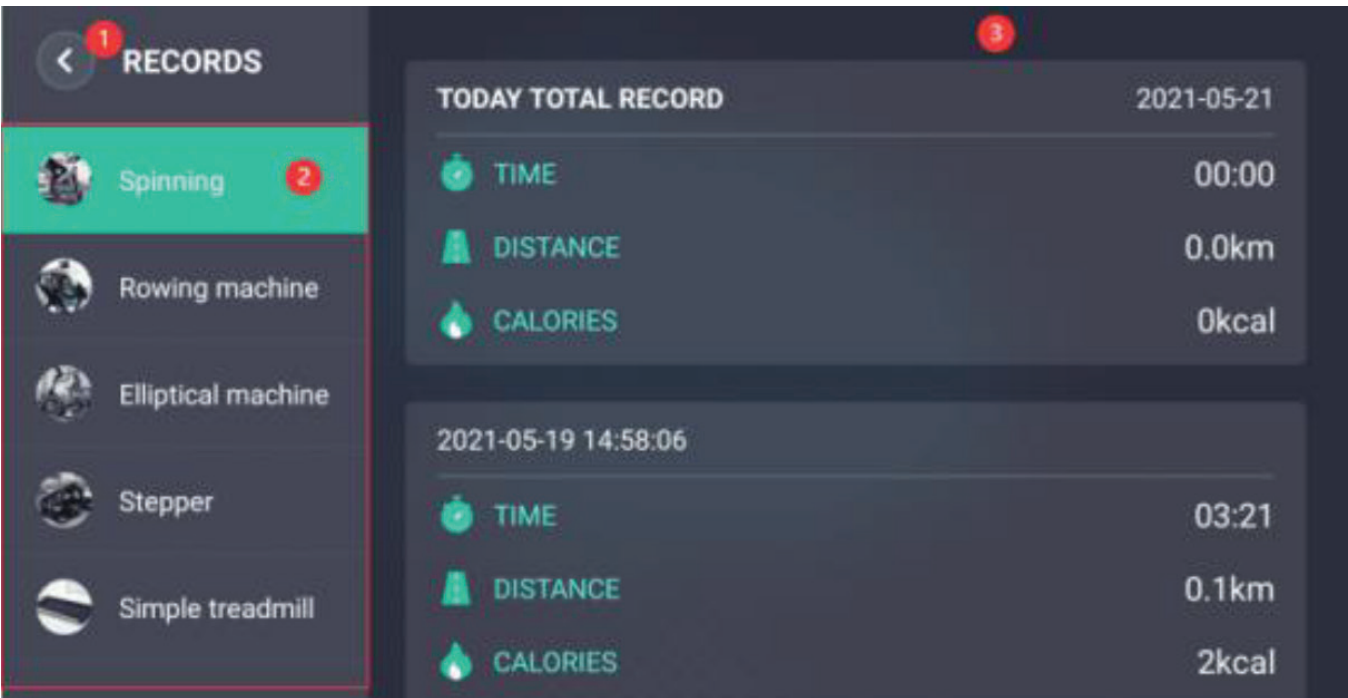 1
RECORDS
Spinning
2
Rowing machine
Elliptical machine
Stepper
Simple treadmill
3
TODAY TOTAL RECORD 2021-05-21
TIME 00:00
DISTANCE 0.0km
CALORIES 0kcal
2021-05-19 14:58:06
TIME 03:21
DISTANCE 0.1km
CALORIES 2kcal